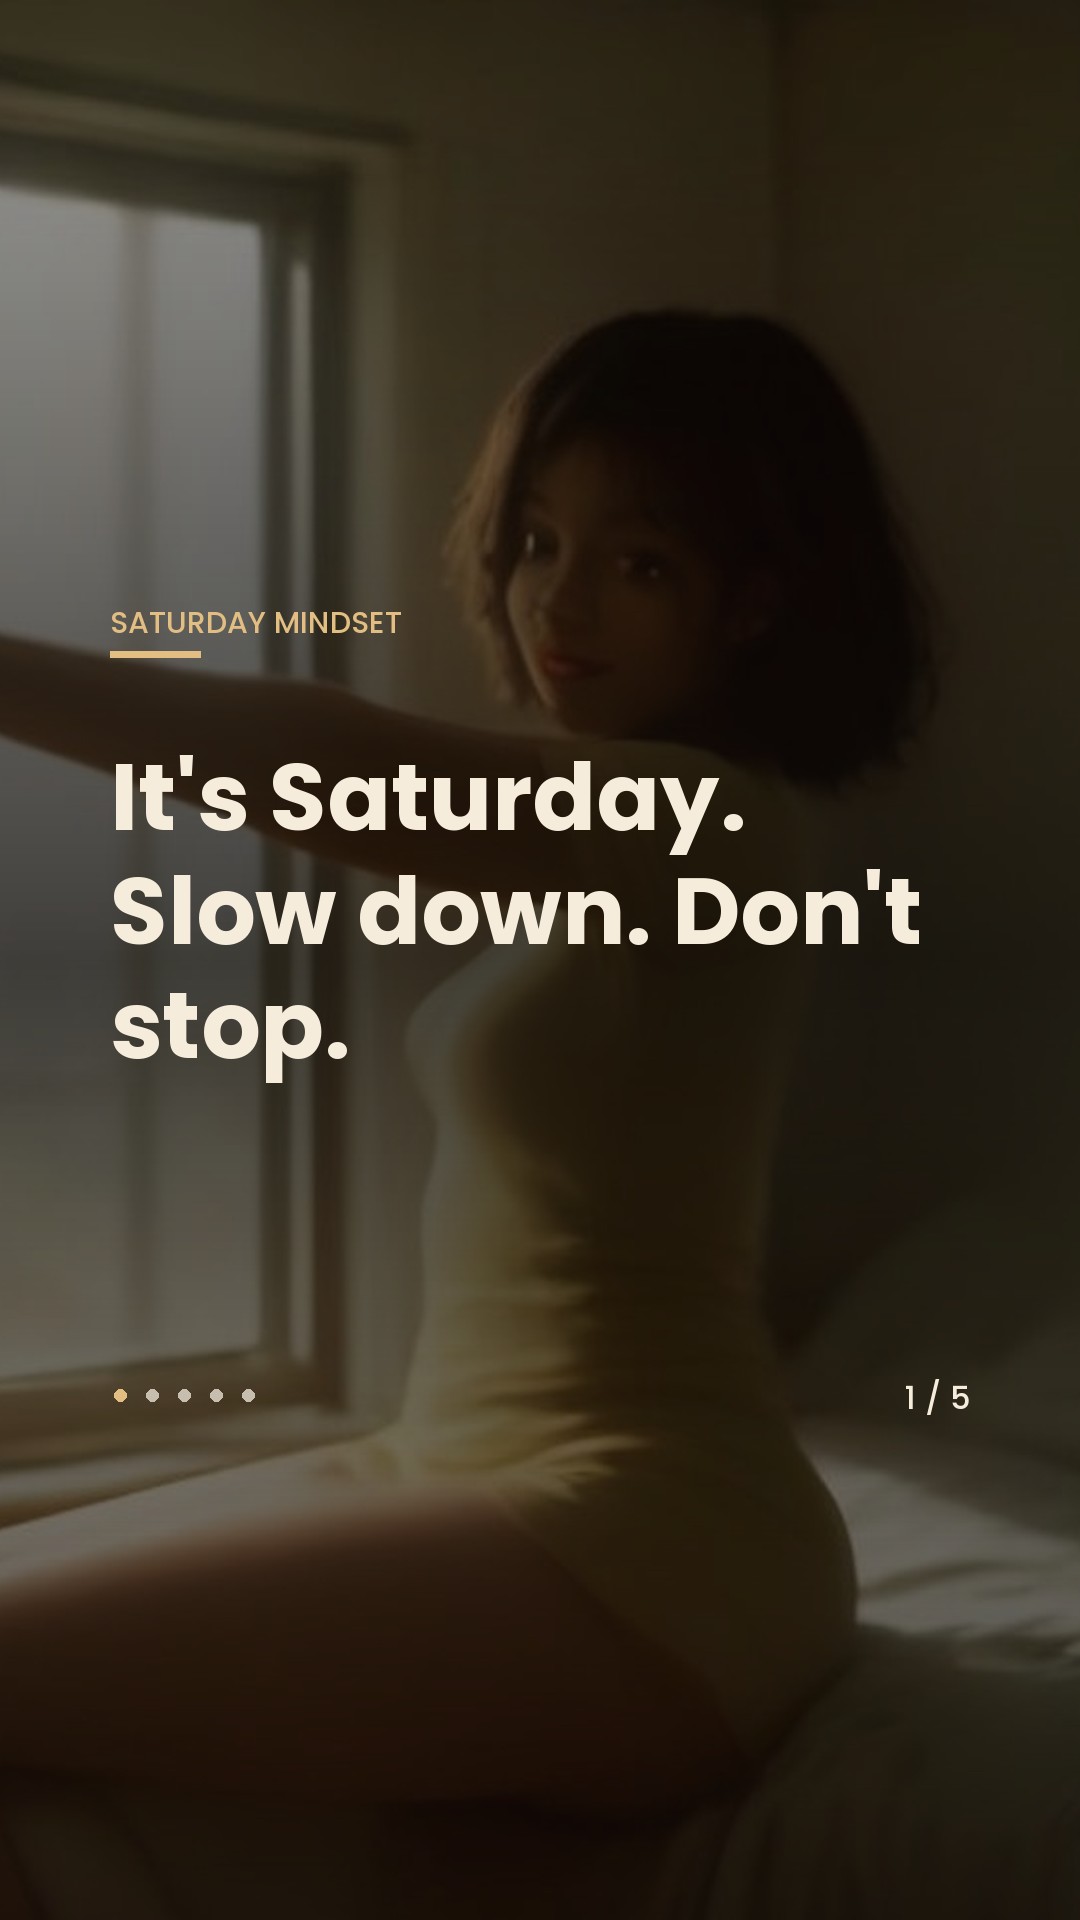 SATURDAY MINDSET
It's Saturday.
Slow down. Don't
stop.
1 / 5